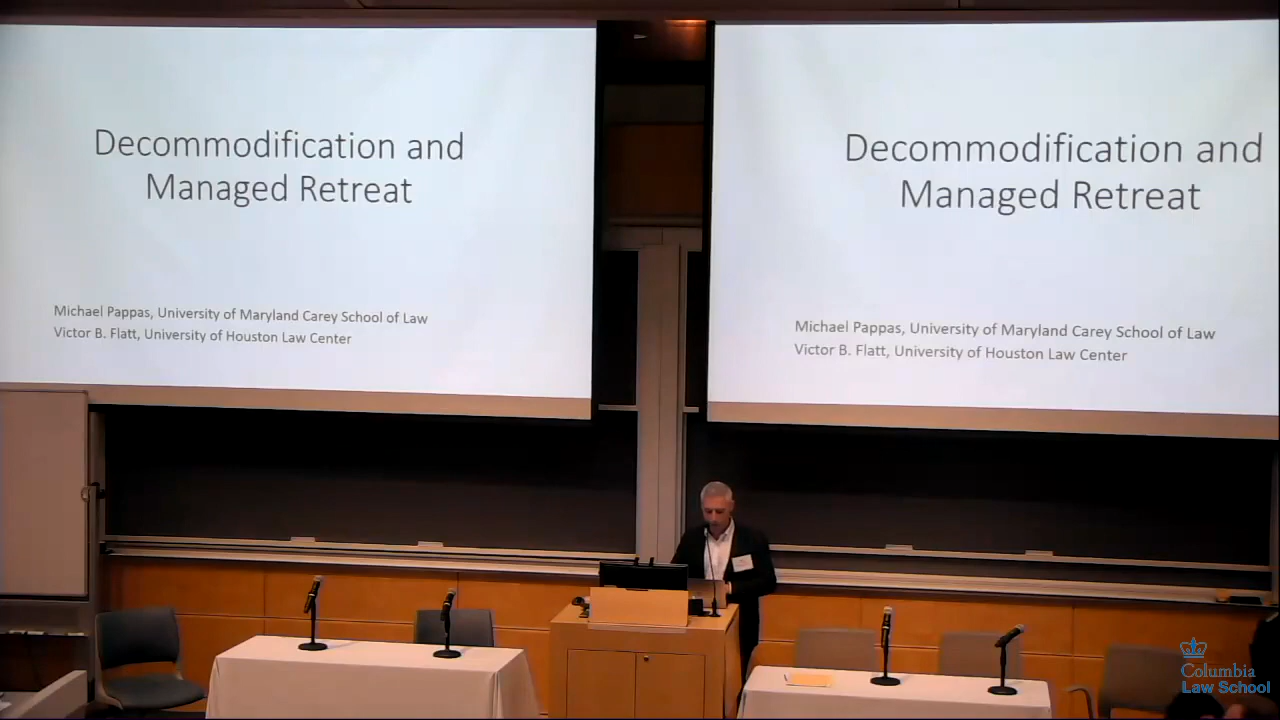 Decommodification and
Managed Retreat
Michael Pappas, University of Maryland Carey School of Law
Victor B. Flatt, University of Houston Law Center
Decommodification and
Managed Retreat
Michael Pappas, University of Maryland Carey School of Law
Victor B. Flatt, University of Houston Law Center
Columbia
Law School